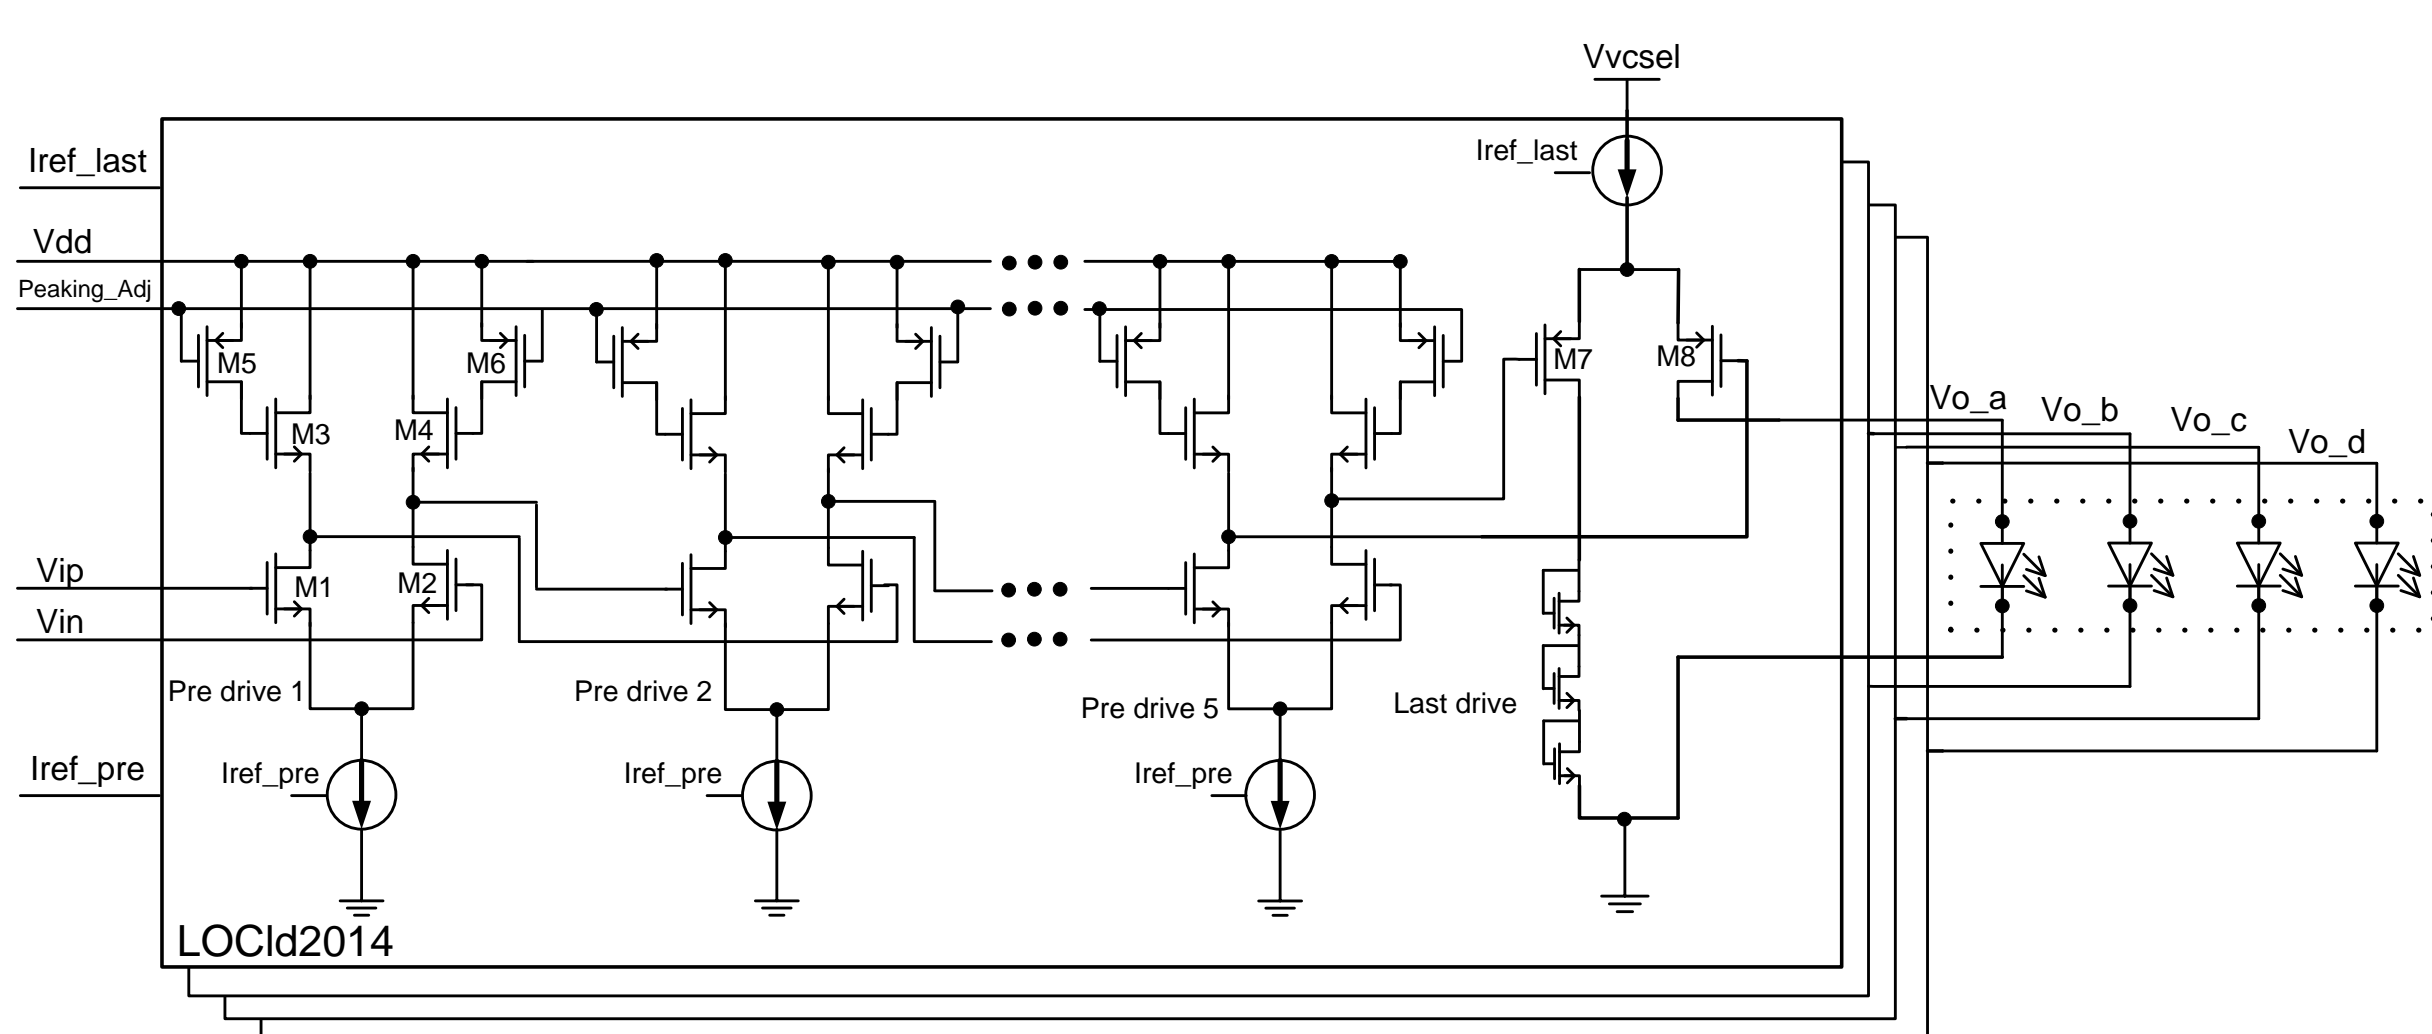 Vvcsel
Iref_last
Iref_last
Vdd
Peaking_Adj
M5
M6
M7
M8
Vo_a
Vo_b
Vo_c
Vo_d
M3
M4
Vip
M1
M2
Vin
Pre drive 1
Pre drive 2
Pre drive 5
Last drive
Iref_pre
Iref_pre
Iref_pre
Iref_pre
LOCld2014